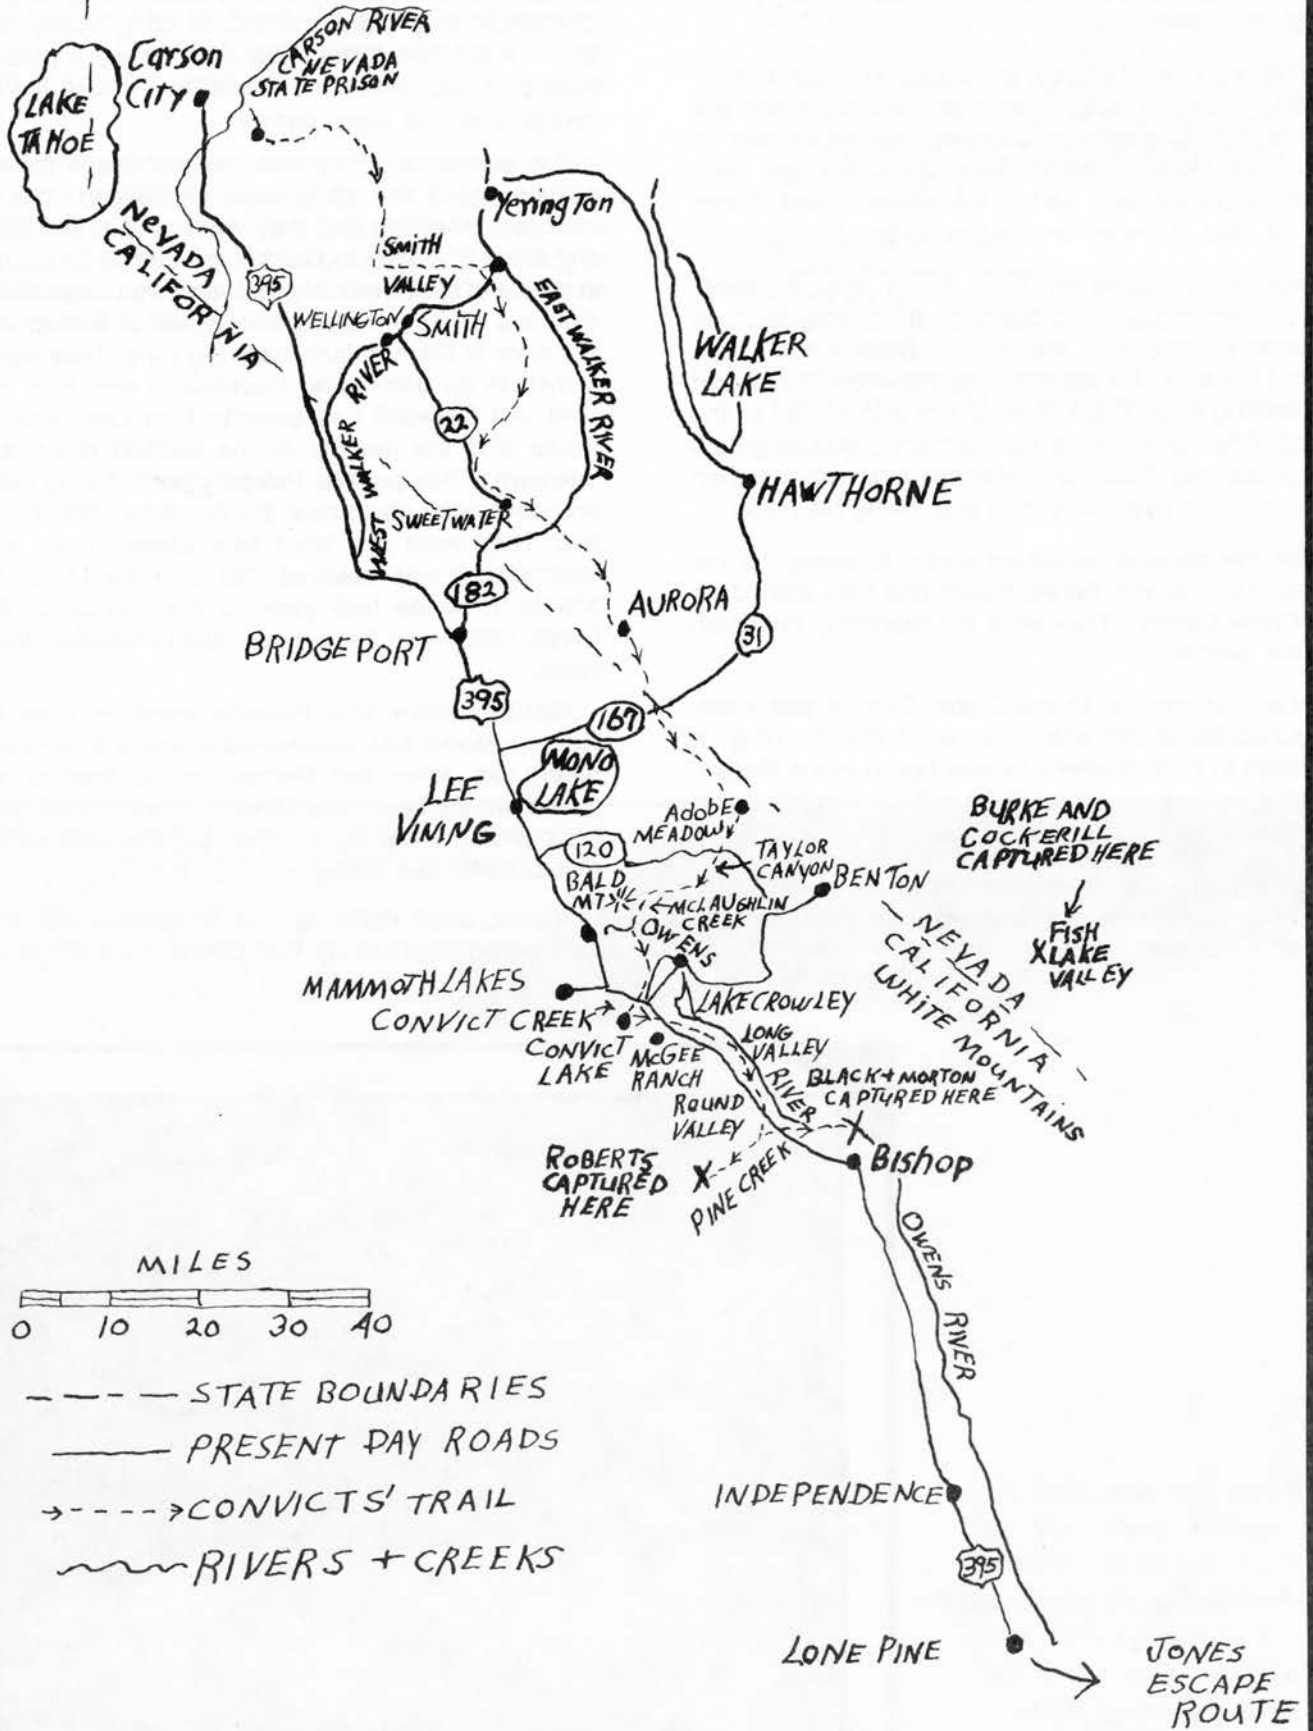 CARSON RIVER
Carson
City
NEVADA
STATE PRISON
LAKE
TAHOE
Yerington
NEVADA
CALIFORNIA
SMITH
VALLEY
395
WELLINGTON
SMITH
EAST WALKER RIVER
WALKER
LAKE
WEST WALKER RIVER
22
HAWTHORNE
SWEETWATER
182
AURORA
31
BRIDGEPORT
395
167
MONO
LAKE
LEE
VINING
AdobE
MEADOW
BURKE AND
COCKERILL
CAPTURED HERE
120
TAYLOR
CANYON
BENTON
BALD
MT
McLAUGHLIN
CREEK
OWENS
FISH
X LAKE
VALLEY
NEVADA
CALIFORNIA
WHITE MOUNTAINS
MAMMOTH LAKES
LAKE CROWLEY
CONVICT CREEK
CONVICT
LAKE
McGEE
RANCH
LONG
VALLEY
RIVER
BLACK + MORTON
CAPTURED HERE
ROUND
VALLEY
ROBERTS
CAPTURED
HERE
X
PINE CREEK
X
BIShop
OWENS RIVER
MILES
0 10 20 30 40
STATE BOUNDARIES
PRESENT DAY ROADS
CONVICTS' TRAIL
RIVERS + CREEKS
INDEPENDENCE
395
LONE PINE
JONES
ESCAPE
ROUTE